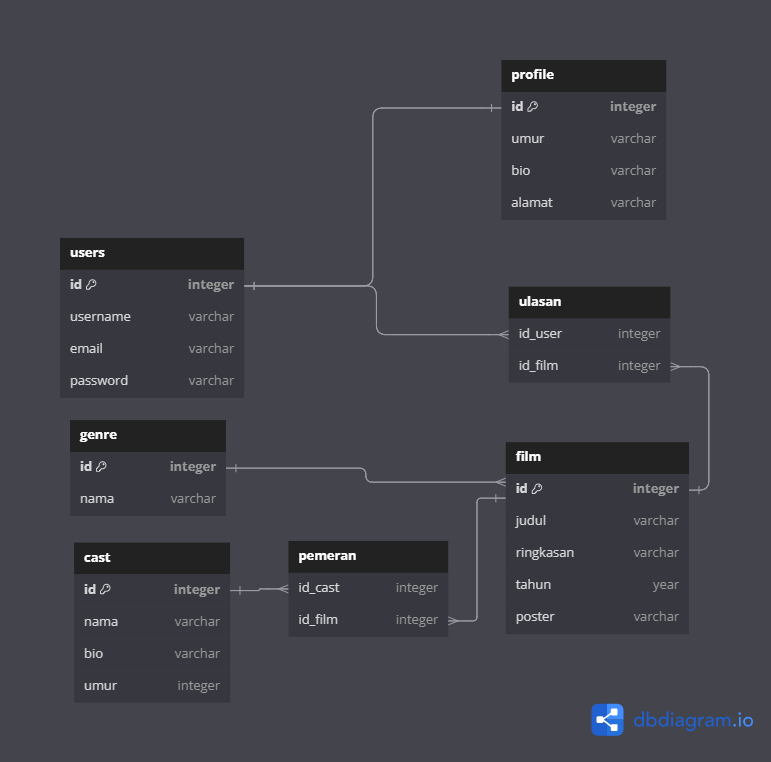 profile
id integer
umur varchar
bio varchar
alamat varchar
users
id integer
username varchar
email varchar
password varchar
ulasan
id_user integer
id_film integer
genre
id integer
nama varchar
film
id integer
judul varchar
ringkasan varchar
tahun year
poster varchar
cast
id integer
nama varchar
bio varchar
umur integer
pemeran
id_cast integer
id_film integer
dbdiagram.io